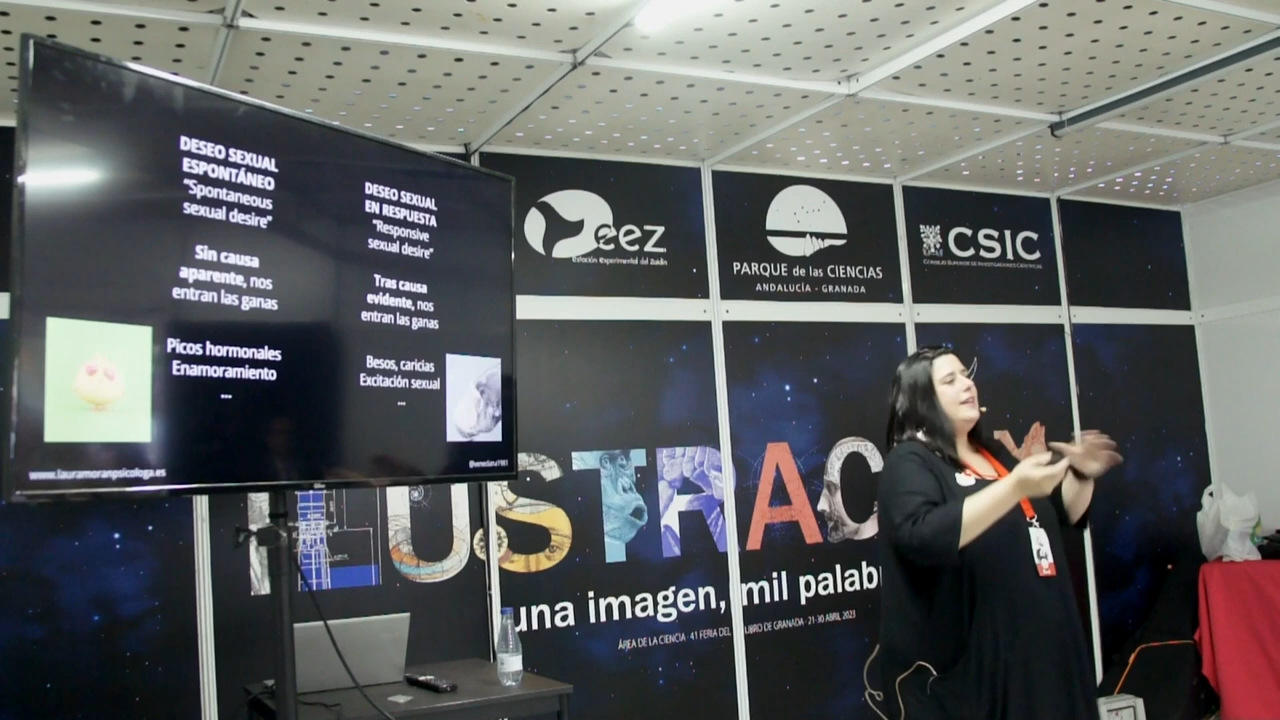 DESEO SEXUAL
ESPONTÁNEO
“Spontaneous
sexual desire”
Sin causa
aparente, nos
entran las ganas
Picos hormonales
Enamoramiento
...
DESEO SEXUAL
EN RESPUESTA
“Responsive
sexual desire”
Tras causa
evidente, nos
entran las ganas
Besos, caricias
Excitación sexual
...
www.lauramoranpsicologa.es
eez
Estación Experimental del Zaidín
PARQUE de las CIENCIAS
ANDALUCÍA - GRANADA
CSIC
CONSEJO SUPERIOR DE INVESTIGACIONES CIENTÍFICAS
USTRAC
una imagen, mil palab
ÁREA DE LA CIENCIA · 41 FERIA DEL LIBRO DE GRANADA · 21-30 ABRIL 2023